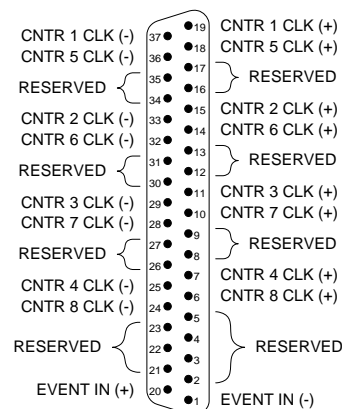 CNTR 1 CLK (-) 37 19 CNTR 1 CLK (+)
CNTR 5 CLK (-) 36 18 CNTR 5 CLK (+)
RESERVED 35 17 RESERVED
34 16
CNTR 2 CLK (-) 33 15 CNTR 2 CLK (+)
CNTR 6 CLK (-) 32 14 CNTR 6 CLK (+)
RESERVED 31 13 RESERVED
30 12
CNTR 3 CLK (-) 29 11 CNTR 3 CLK (+)
CNTR 7 CLK (-) 28 10 CNTR 7 CLK (+)
RESERVED 27 9 RESERVED
26 8
CNTR 4 CLK (-) 25 7 CNTR 4 CLK (+)
CNTR 8 CLK (-) 24 6 CNTR 8 CLK (+)
23 5
RESERVED 22 4 RESERVED
21 3
2
EVENT IN (+) 20 1 EVENT IN (-)